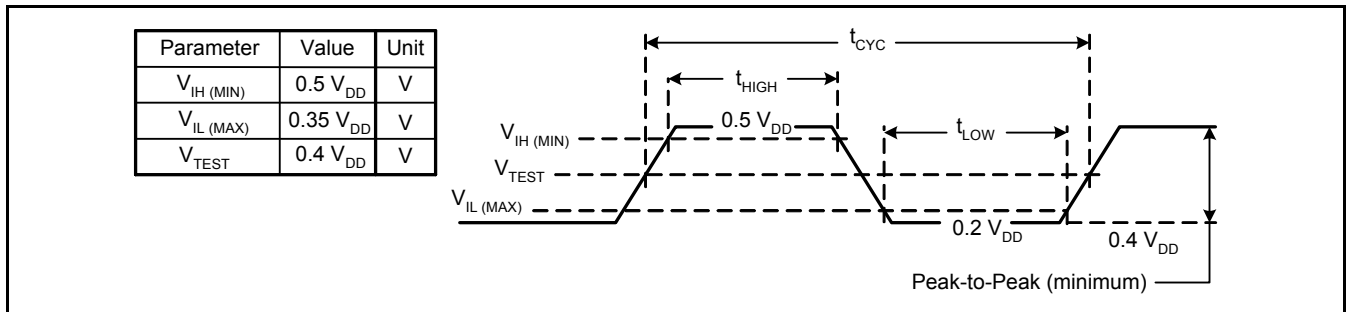 Parameter Value Unit
V_IH (MIN) 0.5 V_DD V
V_IL (MAX) 0.35 V_DD V
V_TEST 0.4 V_DD V
t_CYC
t_HIGH
0.5 V_DD
V_IH (MIN)
t_LOW
V_TEST
V_IL (MAX)
0.2 V_DD
0.4 V_DD
Peak-to-Peak (minimum)